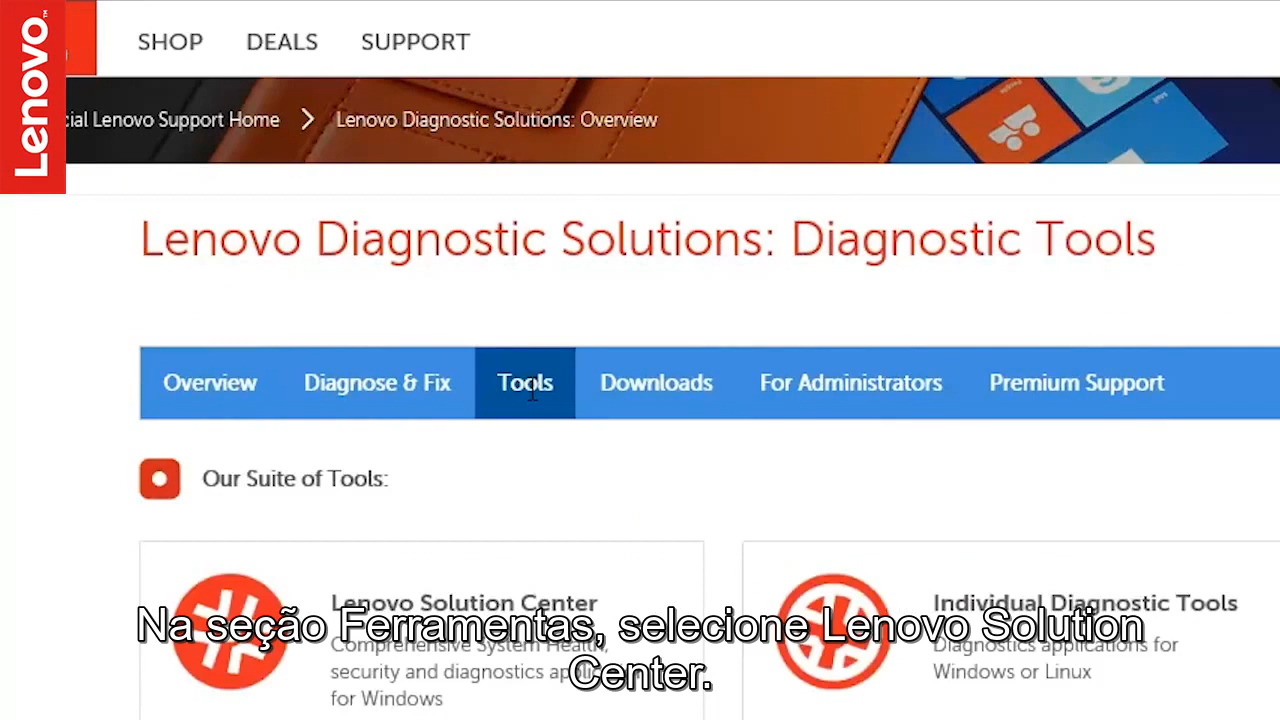 Lenovo™
SHOP DEALS SUPPORT
cial Lenovo Support Home > Lenovo Diagnostic Solutions: Overview
Lenovo Diagnostic Solutions: Diagnostic Tools
Overview Diagnose & Fix Tools Downloads For Administrators Premium Support
Our Suite of Tools:
Lenovo Solution Center
Comprehensive System Health,
security and diagnostics
for Windows
Individual Diagnostic Tools
Diagnostics applications for
Windows or Linux
Na seção Ferramentas, selecione Lenovo Solution
Center.